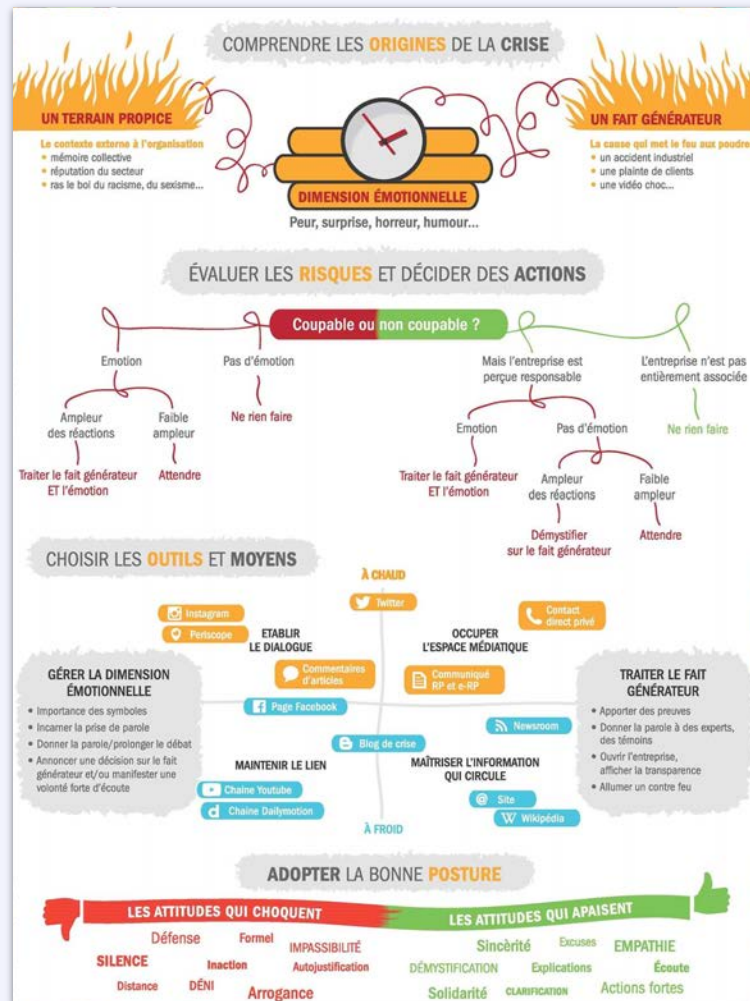 COMPRENDRE LES ORIGINES DE LA CRISE
UN TERRAIN PROPICE
Le contexte externe à l'organisation
• mémoire collective
• réputation du secteur
• ras le bol du racisme, du sexisme...
DIMENSION ÉMOTIONNELLE
Peur, surprise, horreur, humour...
UN FAIT GÉNÉRATEUR
La cause qui met le feu aux poudre
• un accident industriel
• une plainte de clients
• une vidéo choc...
ÉVALUER LES RISQUES ET DÉCIDER DES ACTIONS
Coupable ou non coupable ?
Emotion
Pas d'émotion
Ampleur
des réactions
Faible
ampleur
Ne rien faire
Traiter le fait générateur
ET l'émotion
Attendre
Mais l'entreprise est
perçue responsable
L'entreprise n'est pas
entièrement associée
Emotion
Pas d'émotion
Ne rien faire
Traiter le fait générateur
ET l'émotion
Ampleur
des réactions
Faible
ampleur
Démystifier
sur le fait générateur
Attendre
CHOISIR LES OUTILS ET MOYENS
À CHAUD
Twitter
Instagram
Periscope
Contact
direct privé
ETABLIR
LE DIALOGUE
OCCUPER
L'ESPACE MÉDIATIQUE
Commentaires
d'articles
Communiqué
RP et e-RP
GÉRER LA DIMENSION
ÉMOTIONNELLE
• Importance des symboles
• Incarner la prise de parole
• Donner la parole/prolonger le débat
• Annoncer une décision sur le fait
générateur et/ou manifester une
volonté forte d'écoute
TRAITER LE FAIT
GÉNÉRATEUR
• Apporter des preuves
• Donner la parole à des experts,
des témoins
• Ouvrir l'entreprise,
afficher la transparence
• Allumer un contre feu
Page Facebook
Newsroom
Blog de crise
MAINTENIR LE LIEN
MAÎTRISER L'INFORMATION
QUI CIRCULE
Chaîne Youtube
Chaîne Dailymotion
@ Site
Wikipédia
À FROID
ADOPTER LA BONNE POSTURE
LES ATTITUDES QUI CHOQUENT
LES ATTITUDES QUI APAISENT
Défense
Formel
IMPASSIBILITÉ
SILENCE
Inaction
Autojustification
Distance
DÉNI
Arrogance
Sincèrité
Excuses
EMPATHIE
DÉMYSTIFICATION
Explications
Écoute
Solidarité
CLARIFICATION
Actions fortes